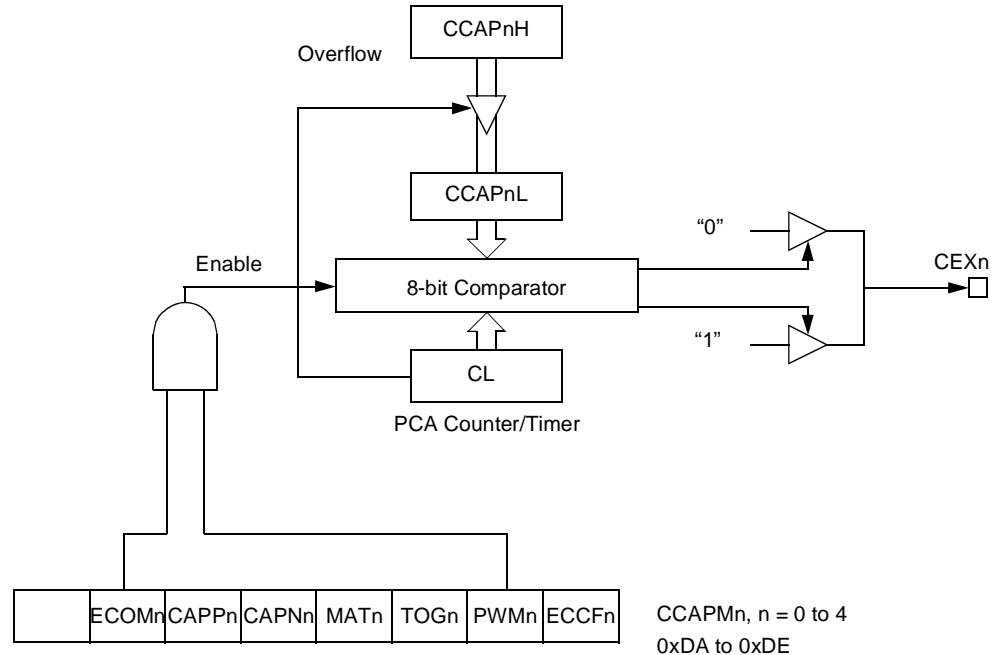 CCAPnH
Overflow
CCAPnL
“0”
Enable
CEXn
8-bit Comparator
“1”
CL
PCA Counter/Timer
ECOMn CAPPn CAPNn MATn TOGn PWMn ECCFn
CCAPMn, n = 0 to 4
0xDA to 0xDE